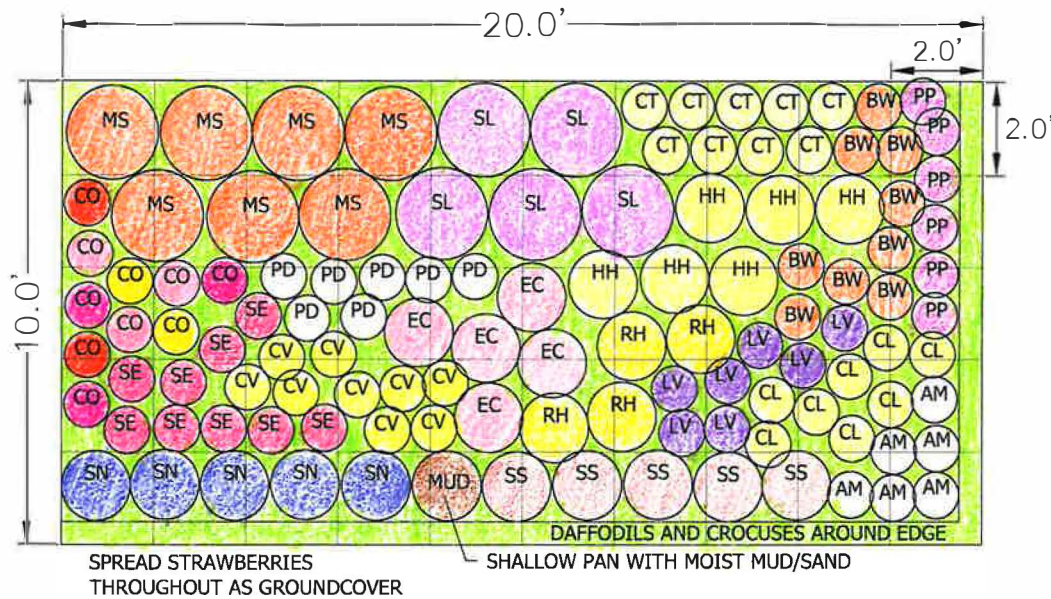 20.0'
2.0'
2.0'
10.0'
MS MS MS MS SL SL CT CT CT CT CT BW PP
CT CT CT CT BW BW PP
CO MS MS MS SL SL SL HH HH HH BW PP
CO CO CO CO PD PD PD PD PD EC HH HH HH BW BW BW PP PP
CO CO CO SE PD PD EC EC EC RH RH BW BW LV PP
CO SE CV CV LV LV CL CL
SE SE CV CV CV CV CV LV LV CL CL AM
CO SE SE SE SE SE CV CV EC RH RH LV LV CL CL CL AM AM
SN SN SN SN SN MUD SS SS SS SS SS AM AM AM
DAFFODILS AND CROCUSES AROUND EDGE
SPREAD STRAWBERRIES
THROUGHOUT AS GROUNDCOVER
SHALLOW PAN WITH MOIST MUD/SAND